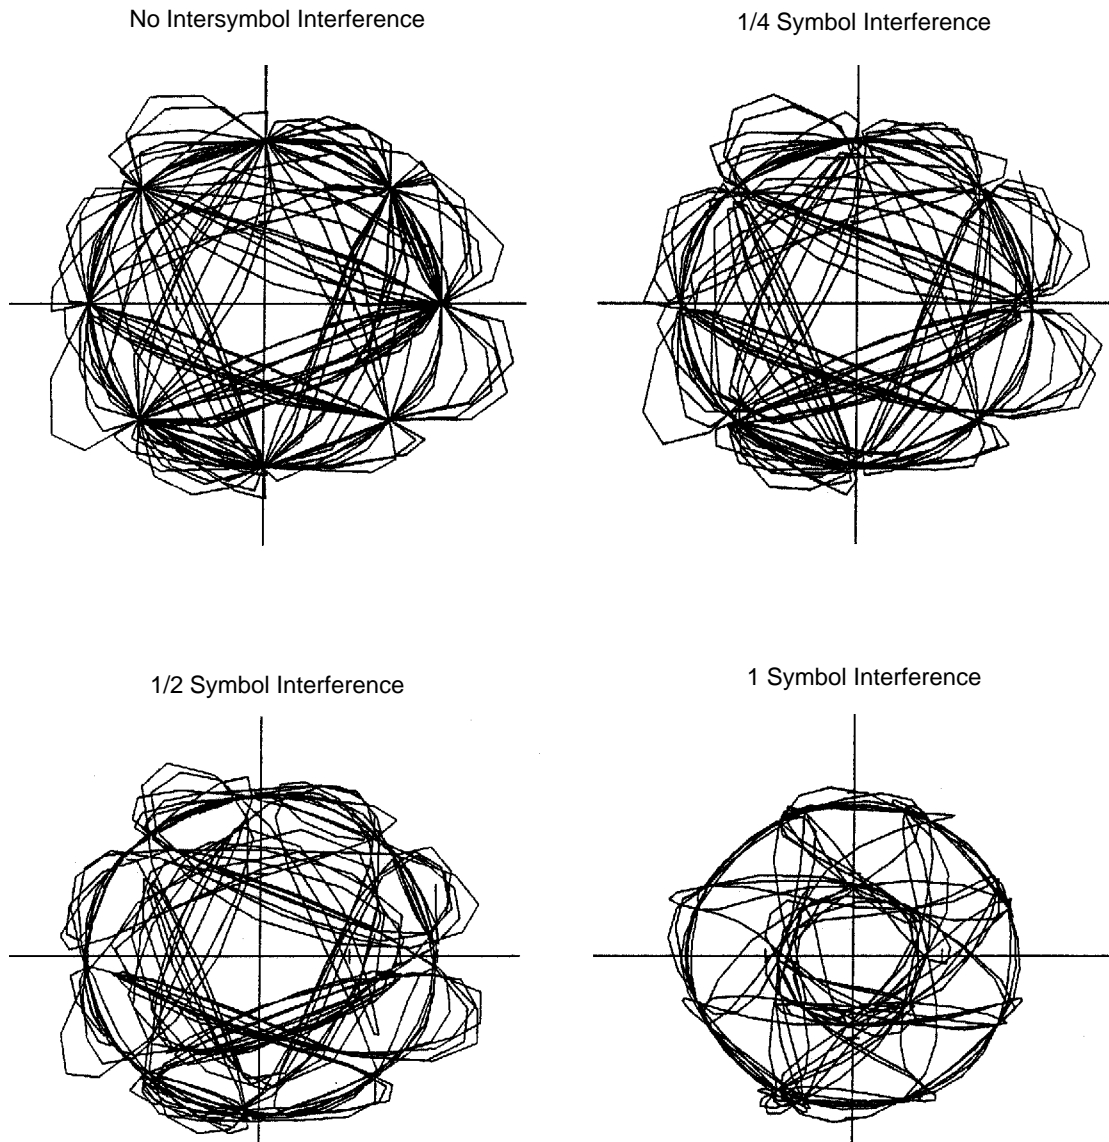 No Intersymbol Interference
1/4 Symbol Interference
1/2 Symbol Interference
1 Symbol Interference